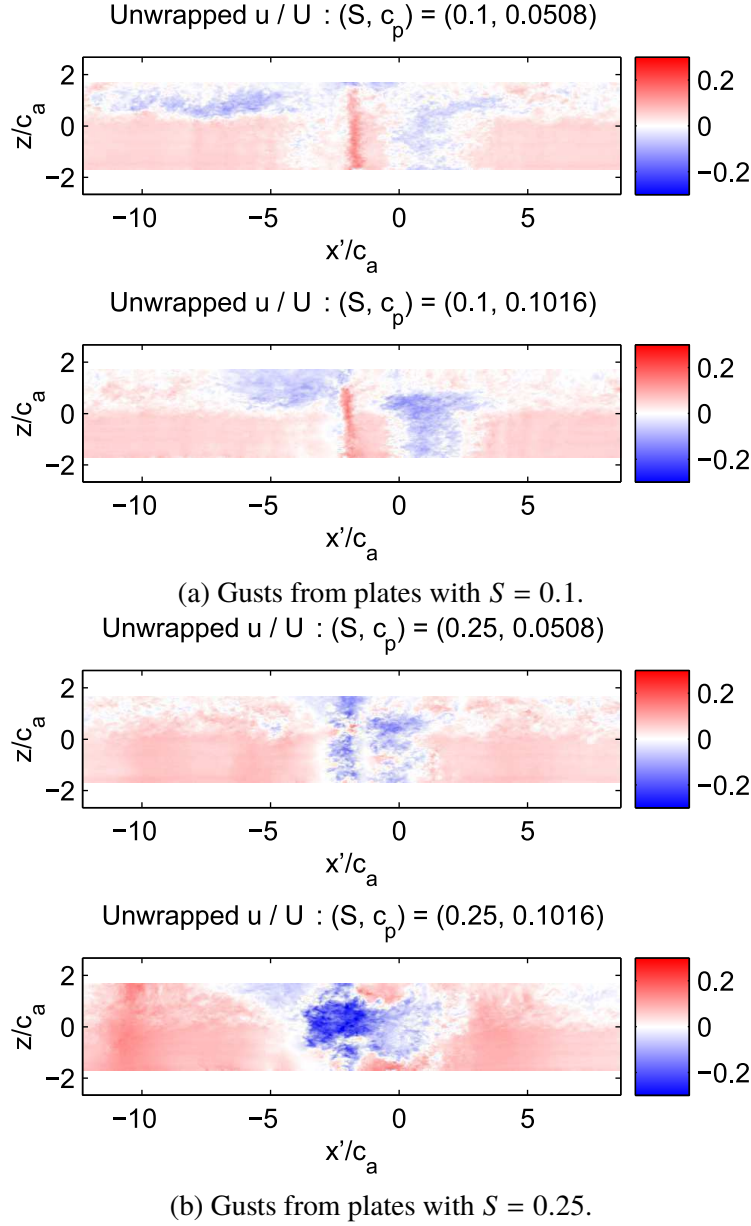 Unwrapped u / U : (S, c_p) = (0.1, 0.0508)
z/c_a
2
0
−2
−10
−5
0
5
x'/c_a
0.2
0
−0.2
Unwrapped u / U : (S, c_p) = (0.1, 0.1016)
z/c_a
2
0
−2
−10
−5
0
5
x'/c_a
0.2
0
−0.2
(a) Gusts from plates with S = 0.1.
Unwrapped u / U : (S, c_p) = (0.25, 0.0508)
z/c_a
2
0
−2
−10
−5
0
5
x'/c_a
0.2
0
−0.2
Unwrapped u / U : (S, c_p) = (0.25, 0.1016)
z/c_a
2
0
−2
−10
−5
0
5
x'/c_a
0.2
0
−0.2
(b) Gusts from plates with S = 0.25.